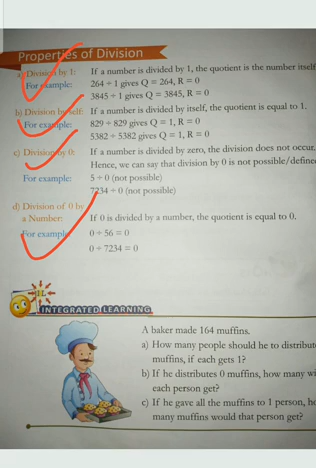 Properties of Division
a) Division by 1: If a number is divided by 1, the quotient is the number itself
For example: 264 ÷ 1 gives Q = 264, R = 0
3845 ÷ 1 gives Q = 3845, R = 0
b) Division by self: If a number is divided by itself, the quotient is equal to 1.
For example: 829 ÷ 829 gives Q = 1, R = 0
5382 ÷ 5382 gives Q = 1, R = 0
c) Division by 0: If a number is divided by zero, the division does not occur.
Hence, we can say that division by 0 is not possible/define
For example: 5 ÷ 0 (not possible)
7234 ÷ 0 (not possible)
d) Division of 0 by
a Number: If 0 is divided by a number, the quotient is equal to 0.
For example 0 ÷ 56 = 0
0 ÷ 7234 = 0
INTEGRATED LEARNING
A baker made 164 muffins.
a) How many people should he to distribut
muffins, if each gets 1?
b) If he distributes 0 muffins, how many wi
each person get?
c) If he gave all the muffins to 1 person, h
many muffins would that person get?